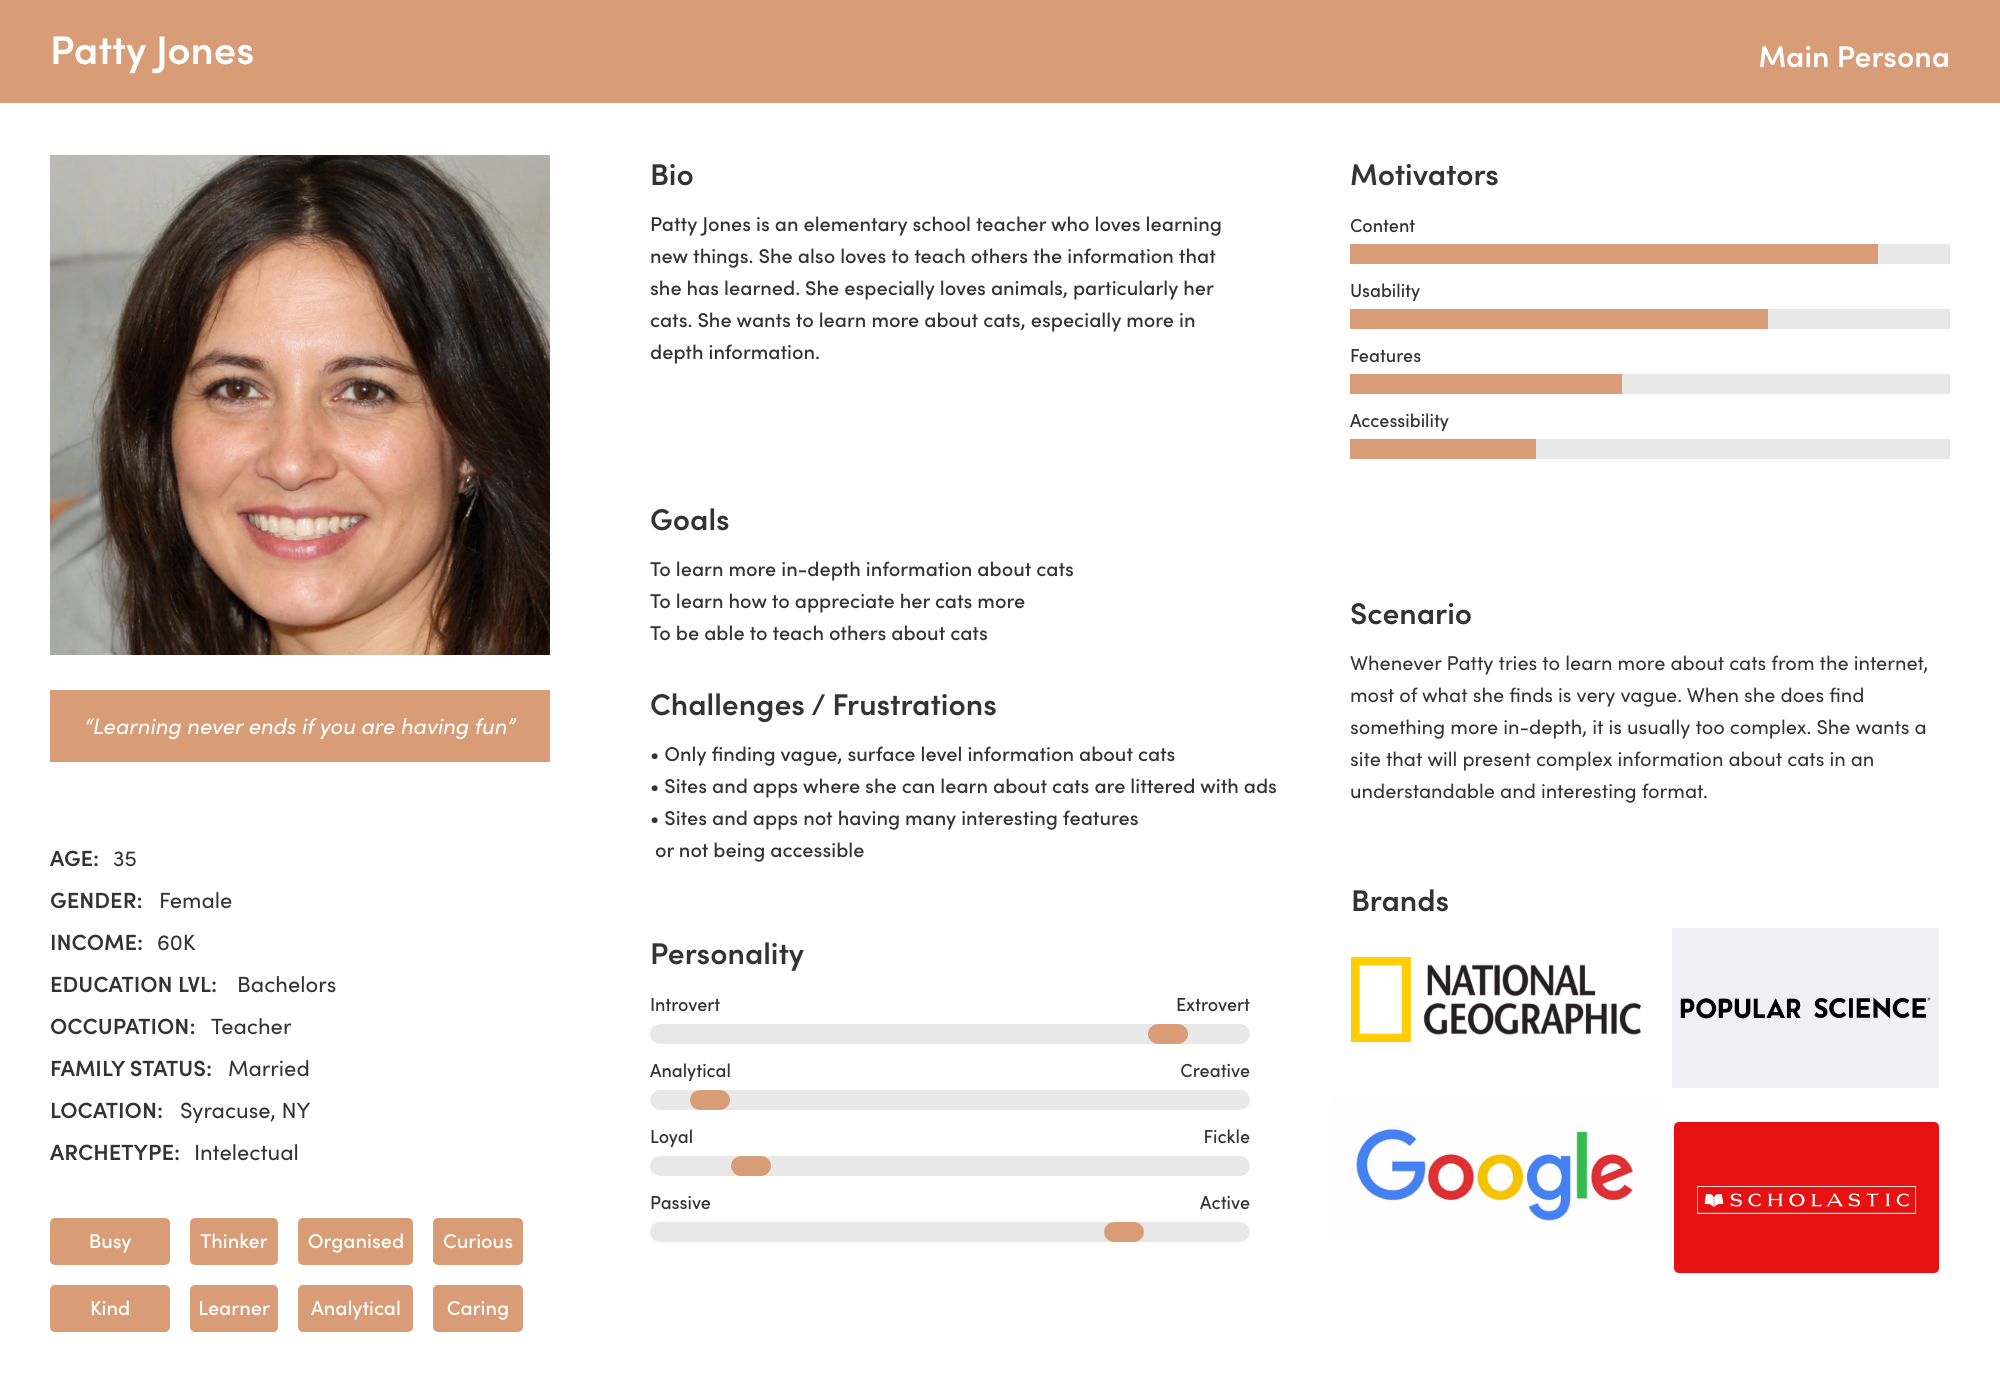 Patty Jones
Main Persona
“Learning never ends if you are having fun”
AGE: 35
GENDER: Female
INCOME: 60K
EDUCATION LVL: Bachelors
OCCUPATION: Teacher
FAMILY STATUS: Married
LOCATION: Syracuse, NY
ARCHETYPE: Intelectual
Busy Thinker Organised Curious
Kind Learner Analytical Caring
Bio
Patty Jones is an elementary school teacher who loves learning
new things. She also loves to teach others the information that
she has learned. She especially loves animals, particularly her
cats. She wants to learn more about cats, especially more in
depth information.
Goals
To learn more in-depth information about cats
To learn how to appreciate her cats more
To be able to teach others about cats
Challenges / Frustrations
• Only finding vague, surface level information about cats
• Sites and apps where she can learn about cats are littered with ads
• Sites and apps not having many interesting features
or not being accessible
Personality
Introvert Extrovert
Analytical Creative
Loyal Fickle
Passive Active
Motivators
Content
Usability
Features
Accessibility
Scenario
Whenever Patty tries to learn more about cats from the internet,
most of what she finds is very vague. When she does find
something more in-depth, it is usually too complex. She wants a
site that will present complex information about cats in an
understandable and interesting format.
Brands
NATIONAL
GEOGRAPHIC
POPULAR SCIENCE
Google
SCHOLASTIC